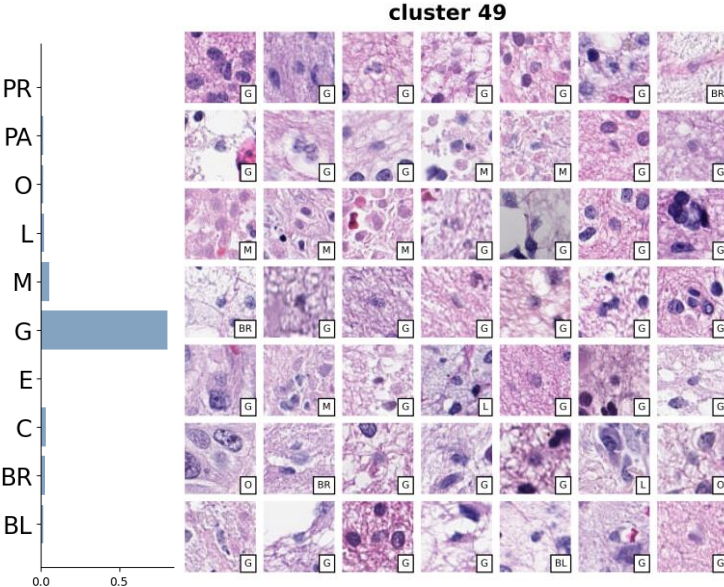 cluster 49
PR
PA
O
L
M
G
E
C
BR
BL
0.0 0.5
G G G G G G BR
G G G M M G G
M M M G G G G
BR G G G G G G
G M G L G G G
O BR G G G L O
G G G G BL G G